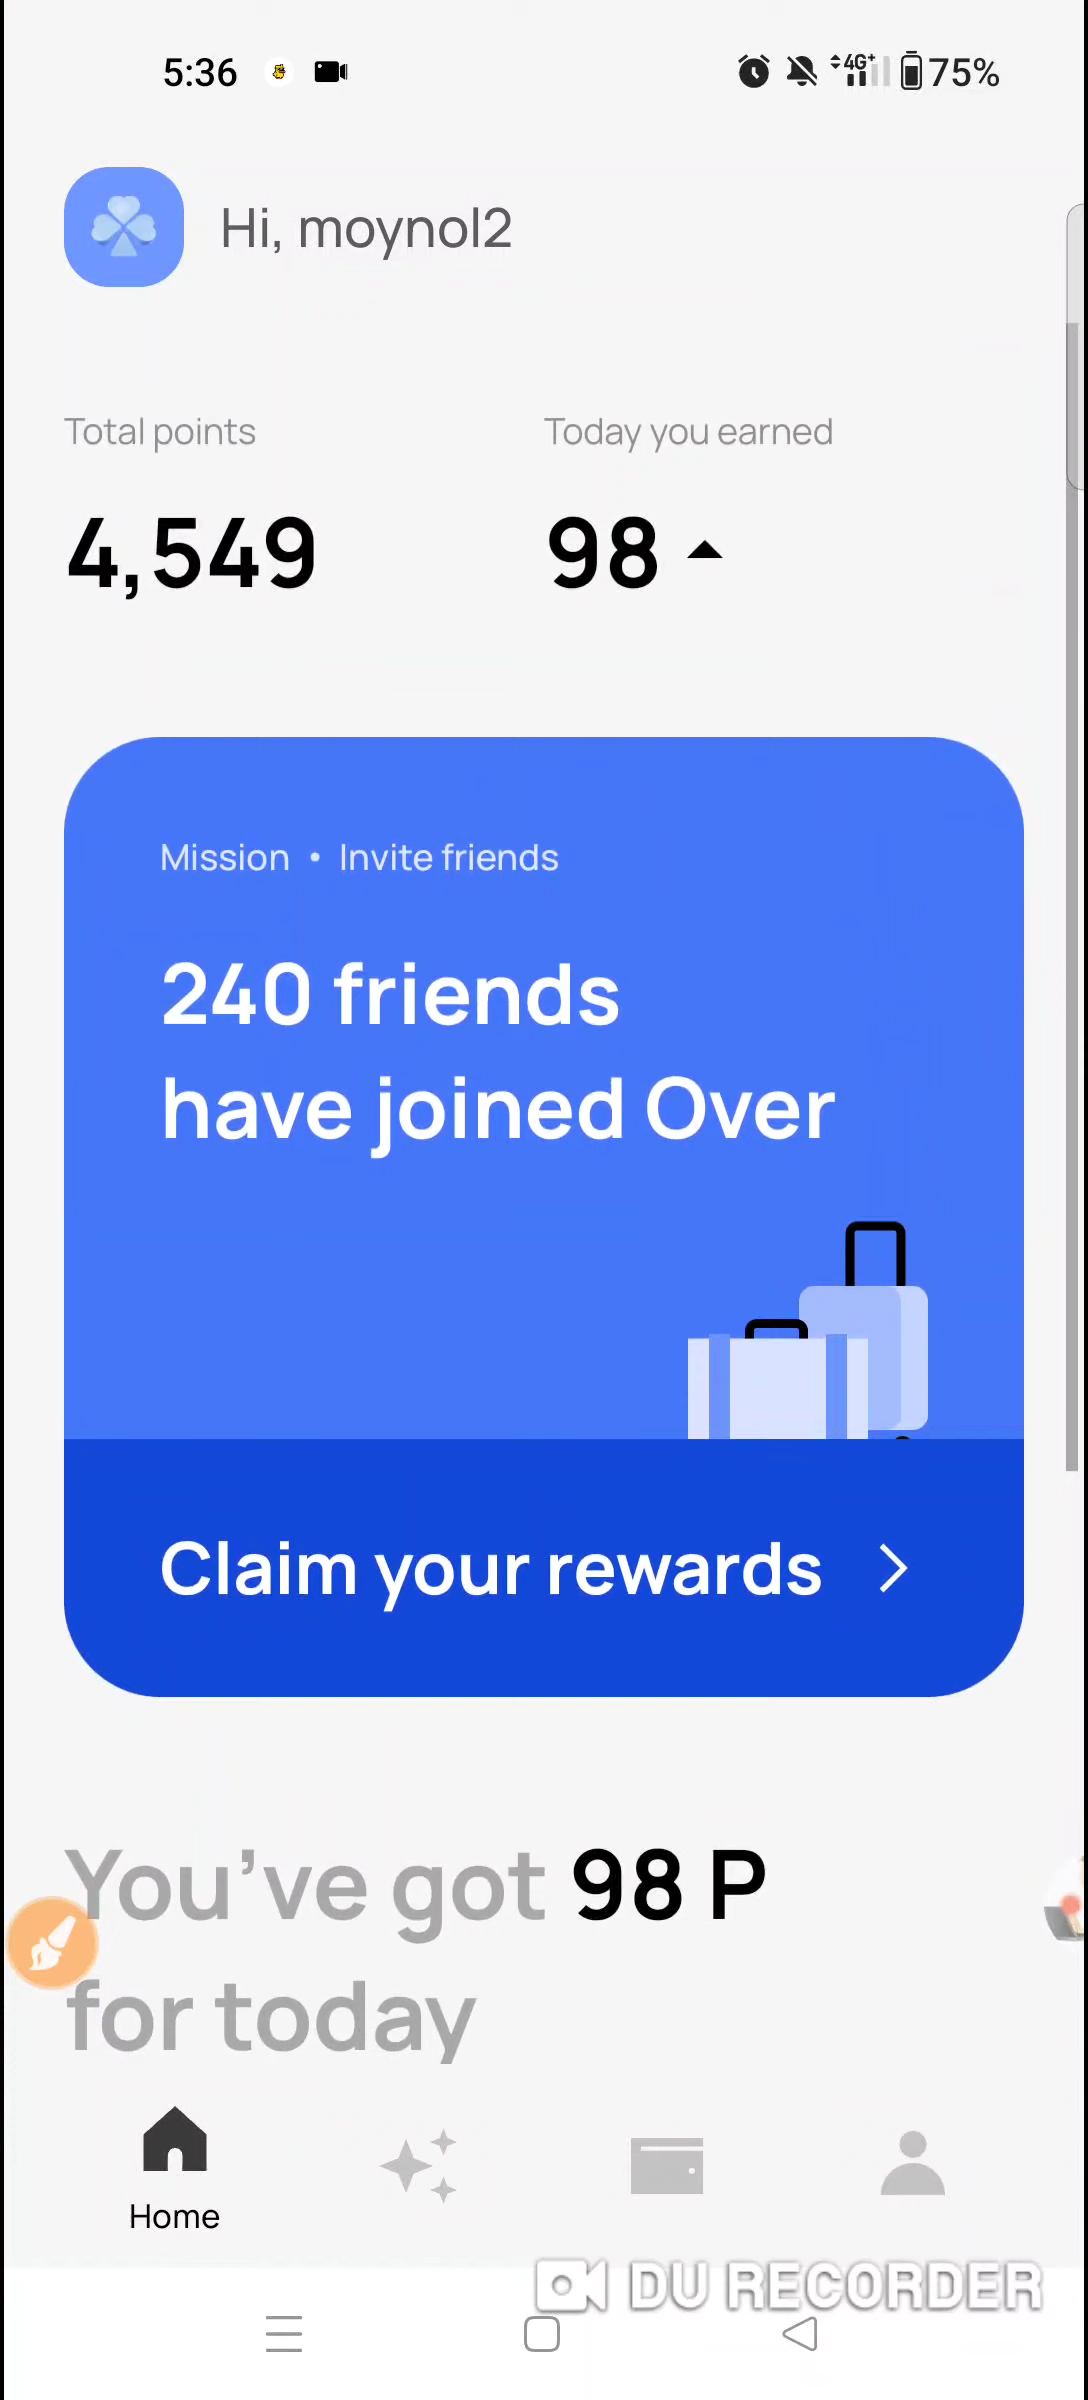 5:36
4G+
75%
Hi, moynol2
Total points
Today you earned
4,549
98
Mission • Invite friends
240 friends
have joined Over
Claim your rewards
You’ve got 98 P
for today
Home
DU RECORDER